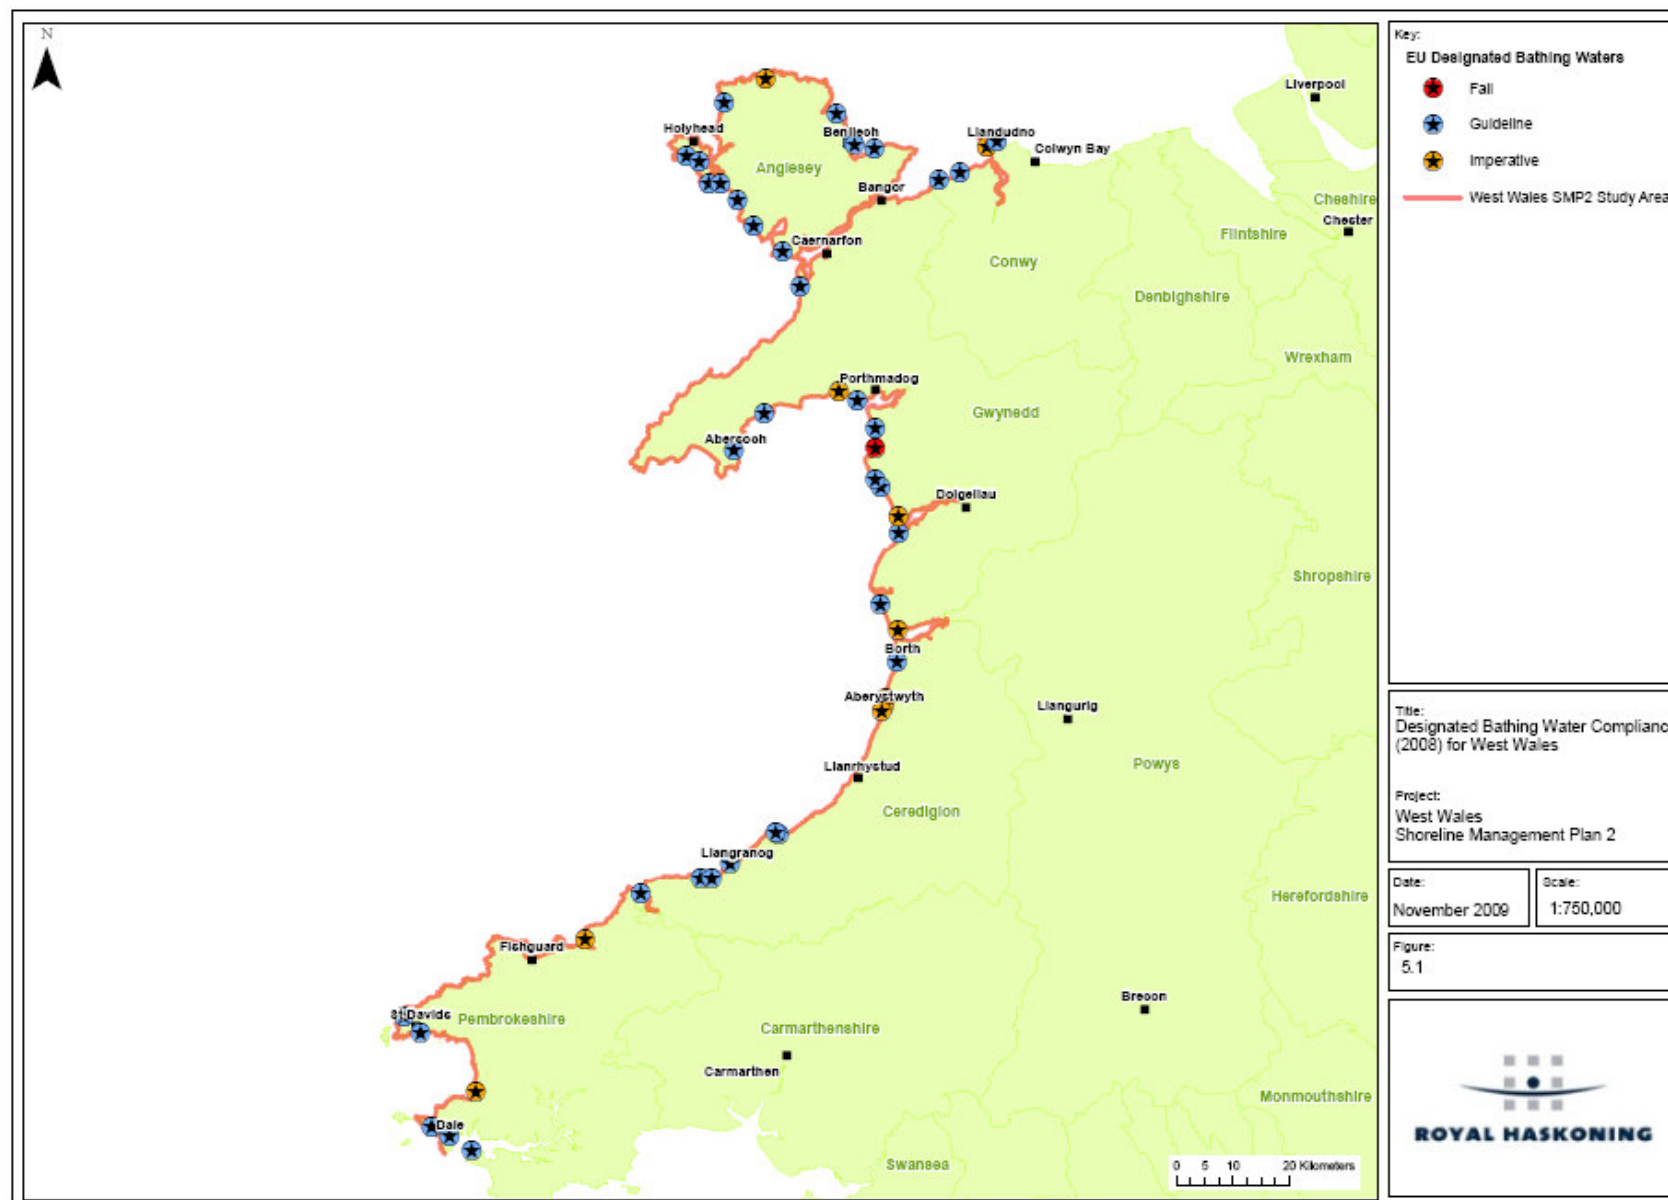 N
Liverpool
Holyhead
Benllech
Llandudno
Colwyn Bay
Anglesey
Bangor
Cheshire
Chester
Flintshire
Caernarfon
Conwy
Denbighshire
Wrexham
Porthmadog
Gwynedd
Abersoch
Dolgellau
Shropshire
Borth
Aberystwyth
Llangurig
Llanrhystud
Powys
Ceredigion
Llangranog
Herefordshire
Fishguard
St Davids
Pembrokeshire
Brecon
Carmarthenshire
Carmarthen
Monmouthshire
Dale
Swansea
0 5 10 20 Kilometers
Key:
EU Designated Bathing Waters
Fail
Guideline
Imperative
West Wales SMP2 Study Area
Title:
Designated Bathing Water Complianc
(2008) for West Wales
Project:
West Wales
Shoreline Management Plan 2
Date:
November 2009
Scale:
1:750,000
Figure:
5.1
ROYAL HASKONING